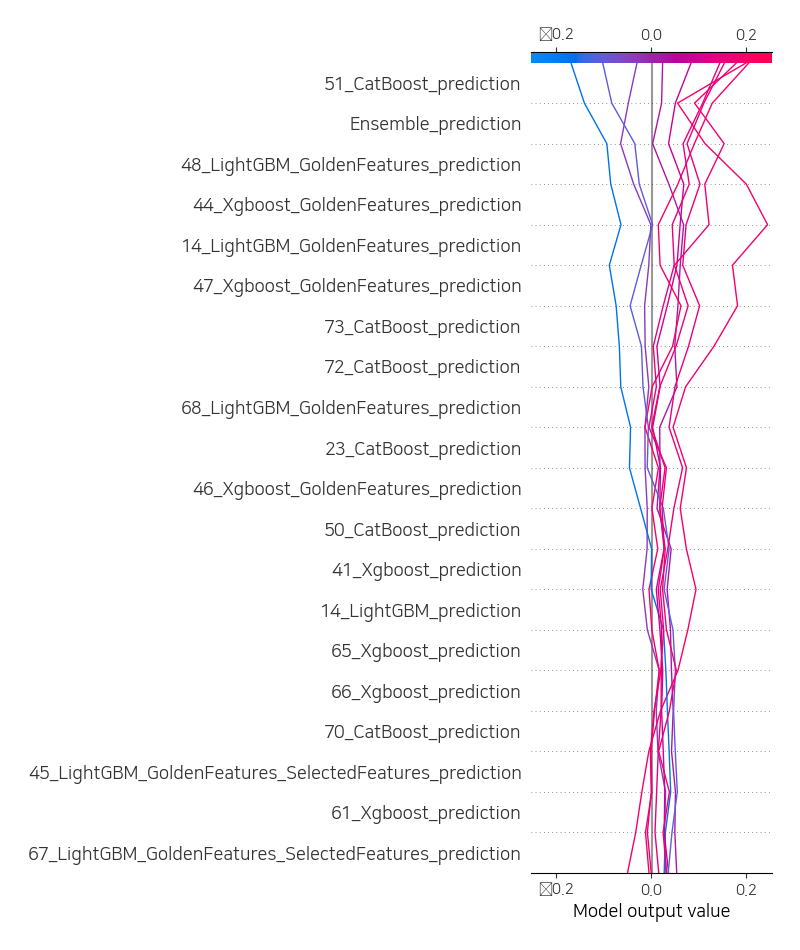 0.2 0.0 0.2
51_CatBoost_prediction
Ensemble_prediction
48_LightGBM_GoldenFeatures_prediction
44_Xgboost_GoldenFeatures_prediction
14_LightGBM_GoldenFeatures_prediction
47_Xgboost_GoldenFeatures_prediction
73_CatBoost_prediction
72_CatBoost_prediction
68_LightGBM_GoldenFeatures_prediction
23_CatBoost_prediction
46_Xgboost_GoldenFeatures_prediction
50_CatBoost_prediction
41_Xgboost_prediction
14_LightGBM_prediction
65_Xgboost_prediction
66_Xgboost_prediction
70_CatBoost_prediction
45_LightGBM_GoldenFeatures_SelectedFeatures_prediction
61_Xgboost_prediction
67_LightGBM_GoldenFeatures_SelectedFeatures_prediction
0.2 0.0 0.2
Model output value